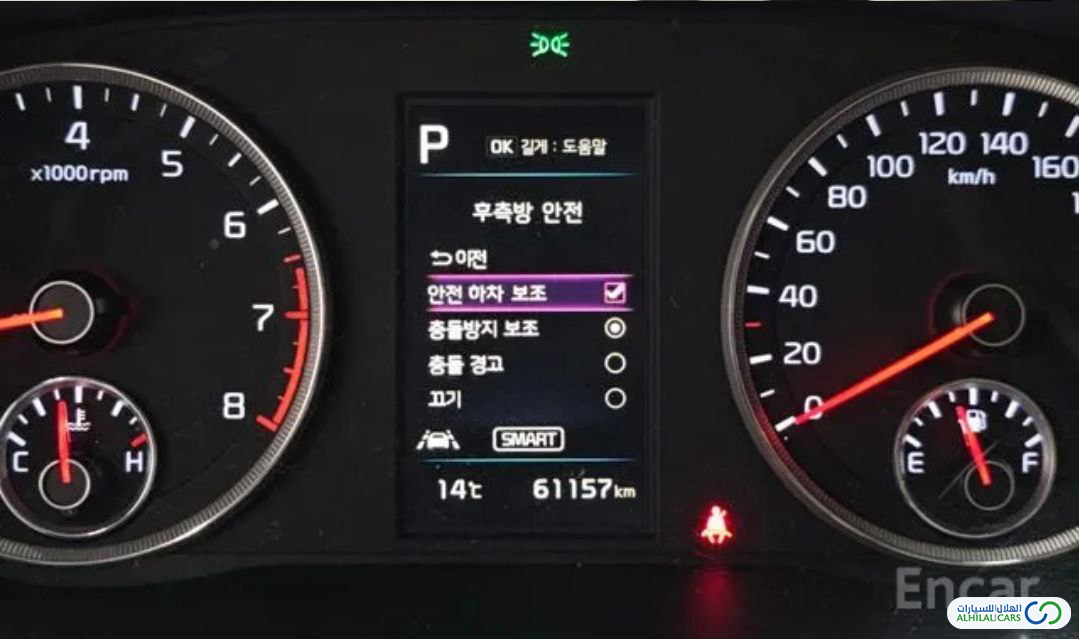 4
5
6
7
8
x1000rpm
C H
P
OK 길게 : 도움말
후측방 안전
이전
안전 하차 보조
충돌방지 보조
충돌 경고
끄기
SMART
14℃ 61157km
0
20
40
60
80
100
120
140
160
km/h
E F
Encar
الهلال للسيارات
ALHILAL CARS